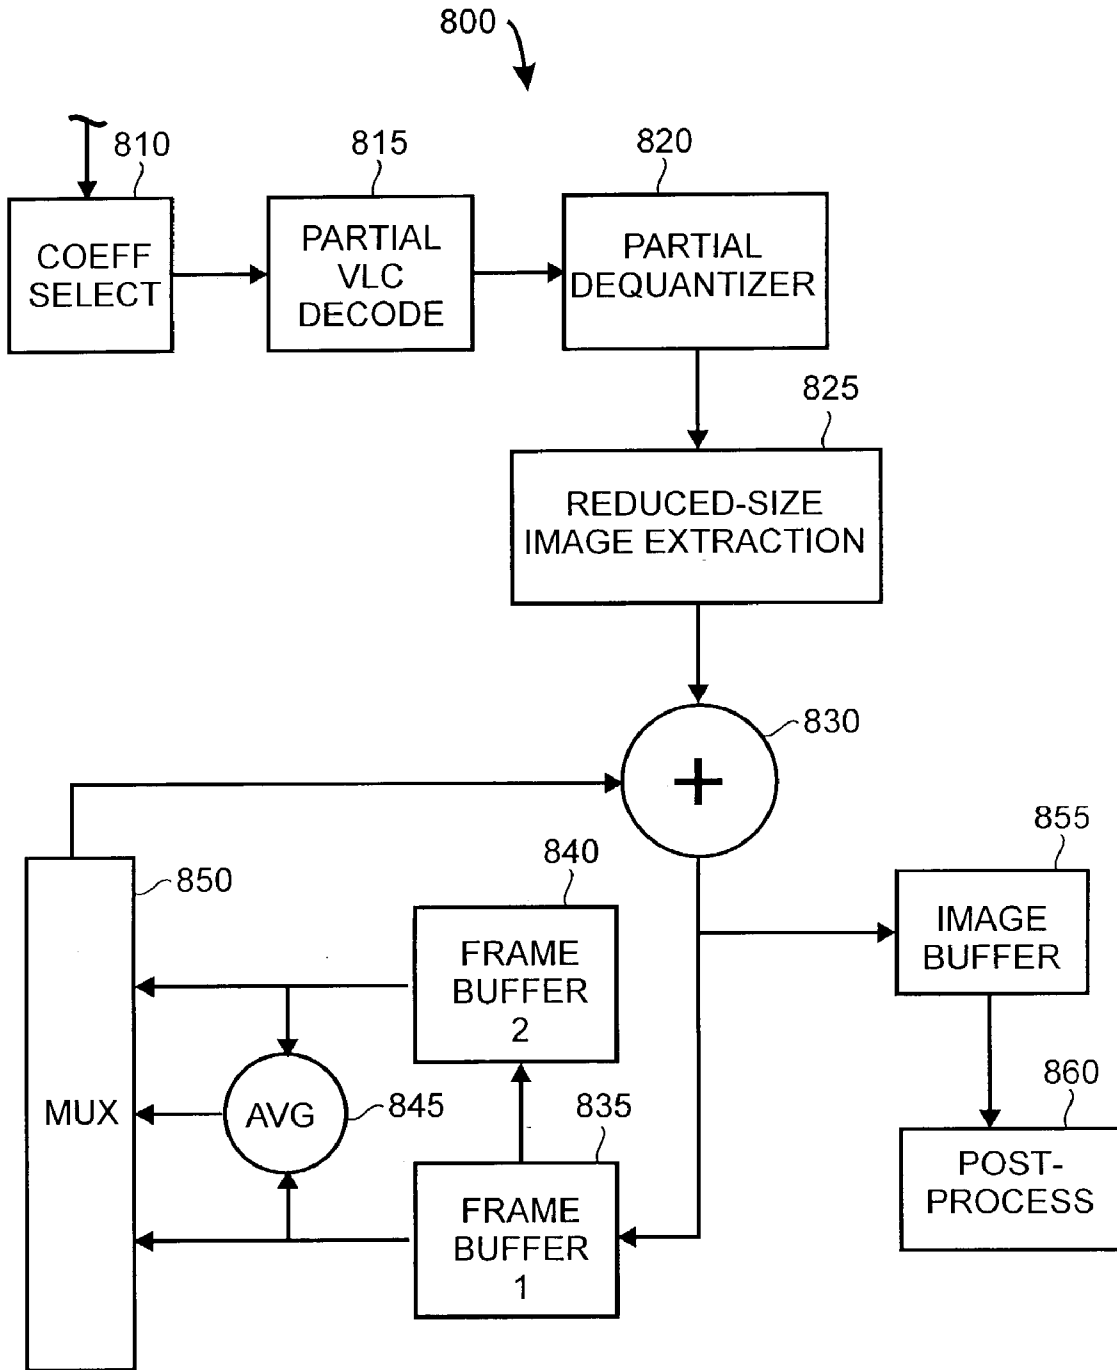 800
810
815
820
COEFF
SELECT
PARTIAL
VLC
DECODE
PARTIAL
DEQUANTIZER
825
REDUCED-SIZE
IMAGE EXTRACTION
830
+
855
840
850
IMAGE
BUFFER
FRAME
BUFFER
2
860
835
MUX
AVG
845
POST-
PROCESS
FRAME
BUFFER
1